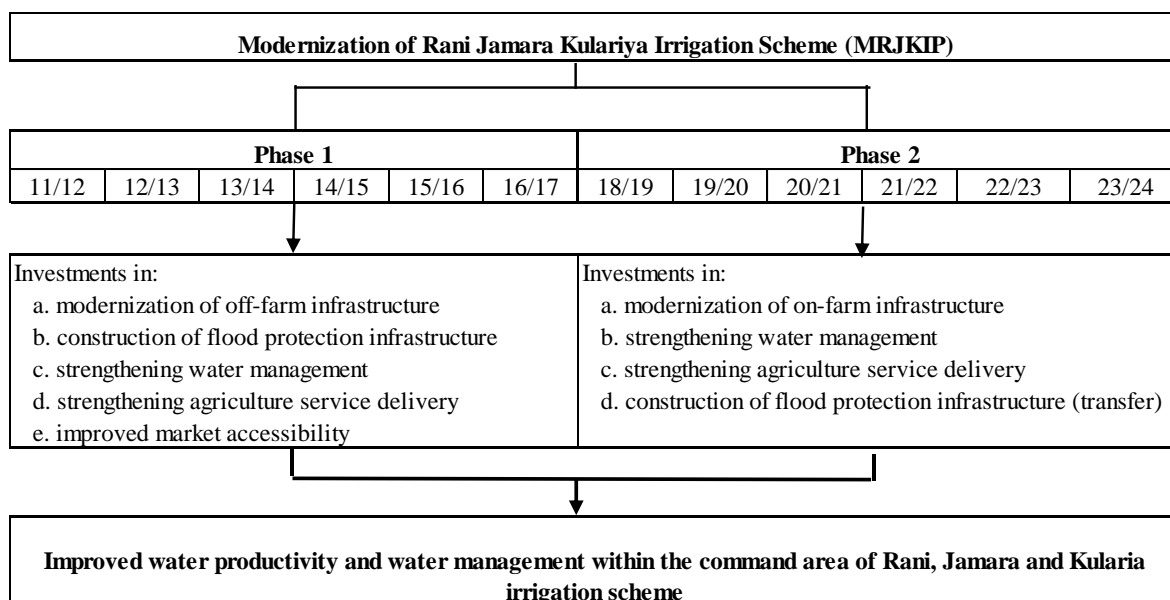 Modernization of Rani Jamara Kulariya Irrigation Scheme (MRJKIP)
Phase 1 Phase 2
11/12 12/13 13/14 14/15 15/16 16/17 18/19 19/20 20/21 21/22 22/23 23/24
Investments in:
a. modernization of off-farm infrastructure
b. construction of flood protection infrastructure
c. strengthening water management
d. strengthening agriculture service delivery
e. improved market accessibility
Investments in:
a. modernization of on-farm infrastructure
b. strengthening water management
c. strengthening agriculture service delivery
d. construction of flood protection infrastructure (transfer)
Improved water productivity and water management within the command area of Rani, Jamara and Kularia
irrigation scheme